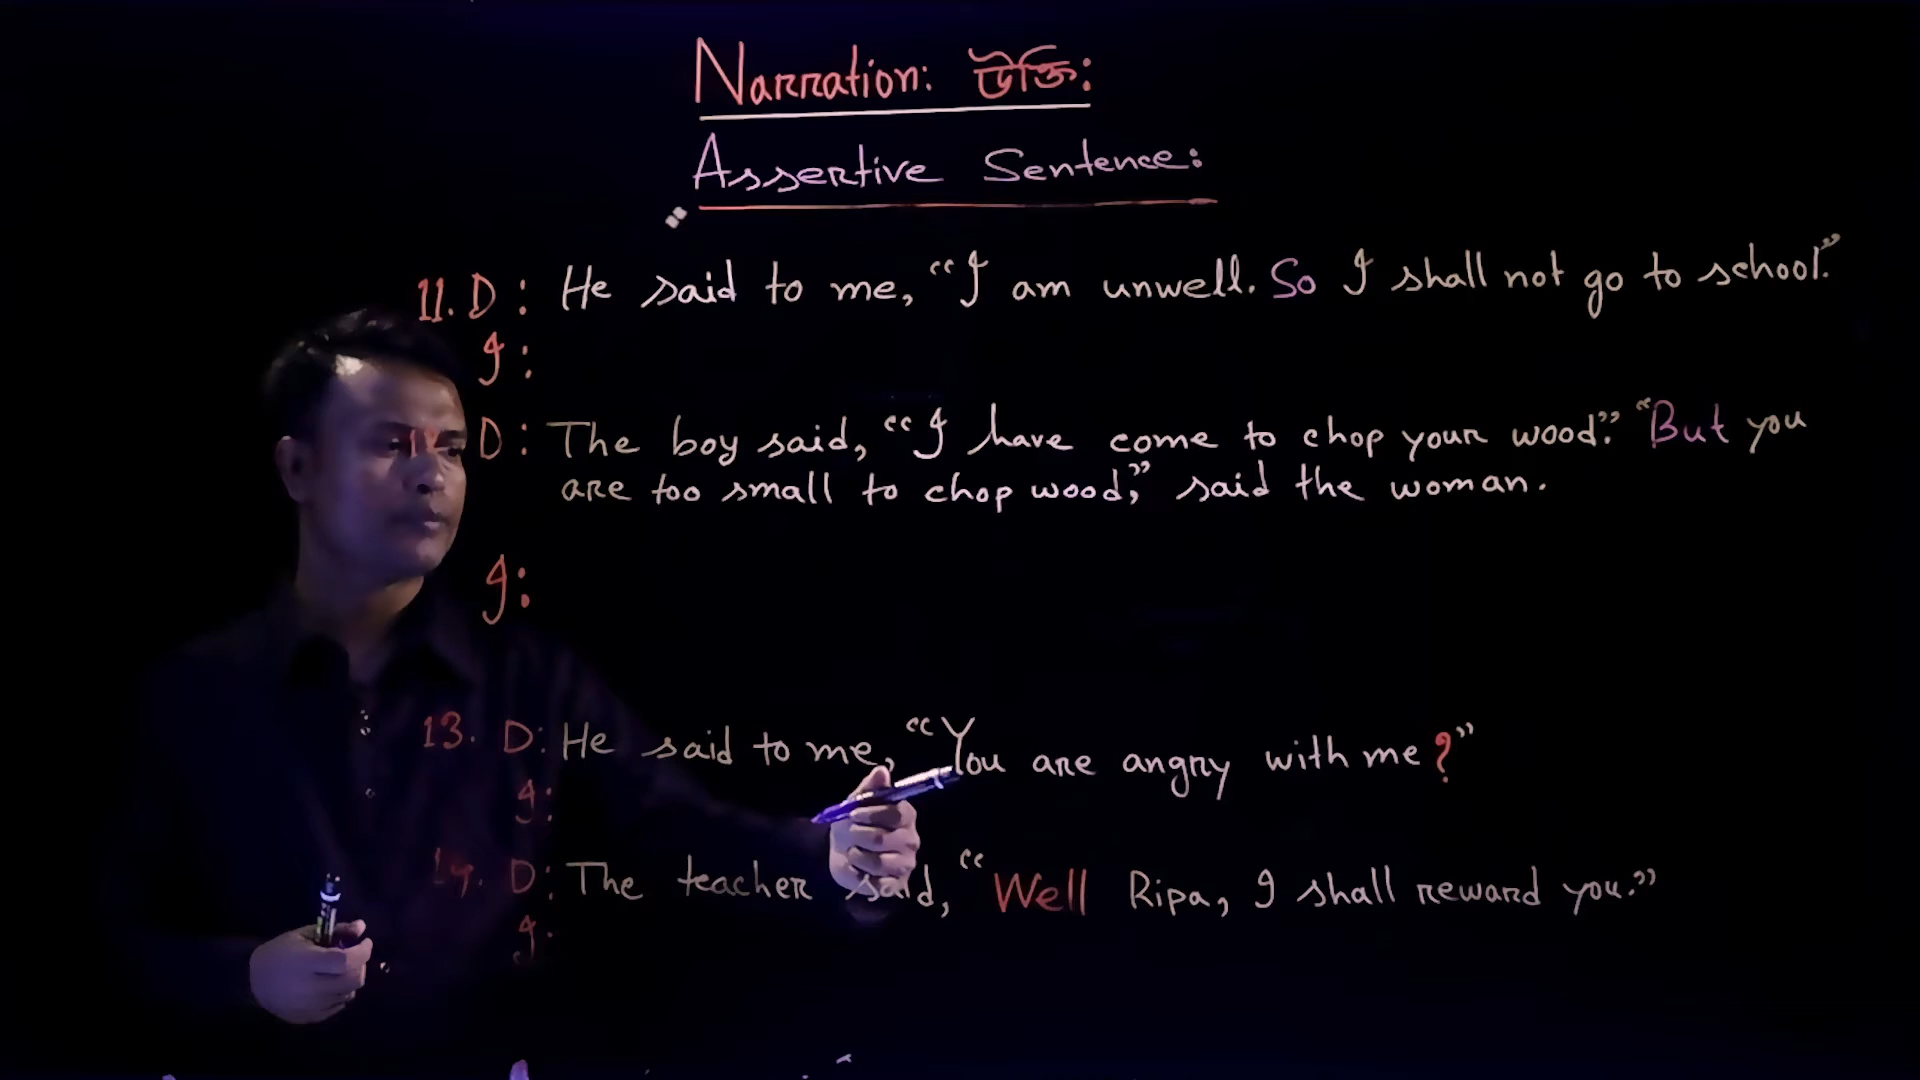 Narration: উক্তি:
Assertive Sentence:
11. D: He said to me, “I am unwell. So I shall not go to school.”
I:
D: The boy said, “I have come to chop your wood.” “But you
are too small to chop wood,” said the woman.
I:
13. D: He said to me, “You are angry with me?”
I:
14. D: The teacher said, “Well Ripa, I shall reward you.”
I: